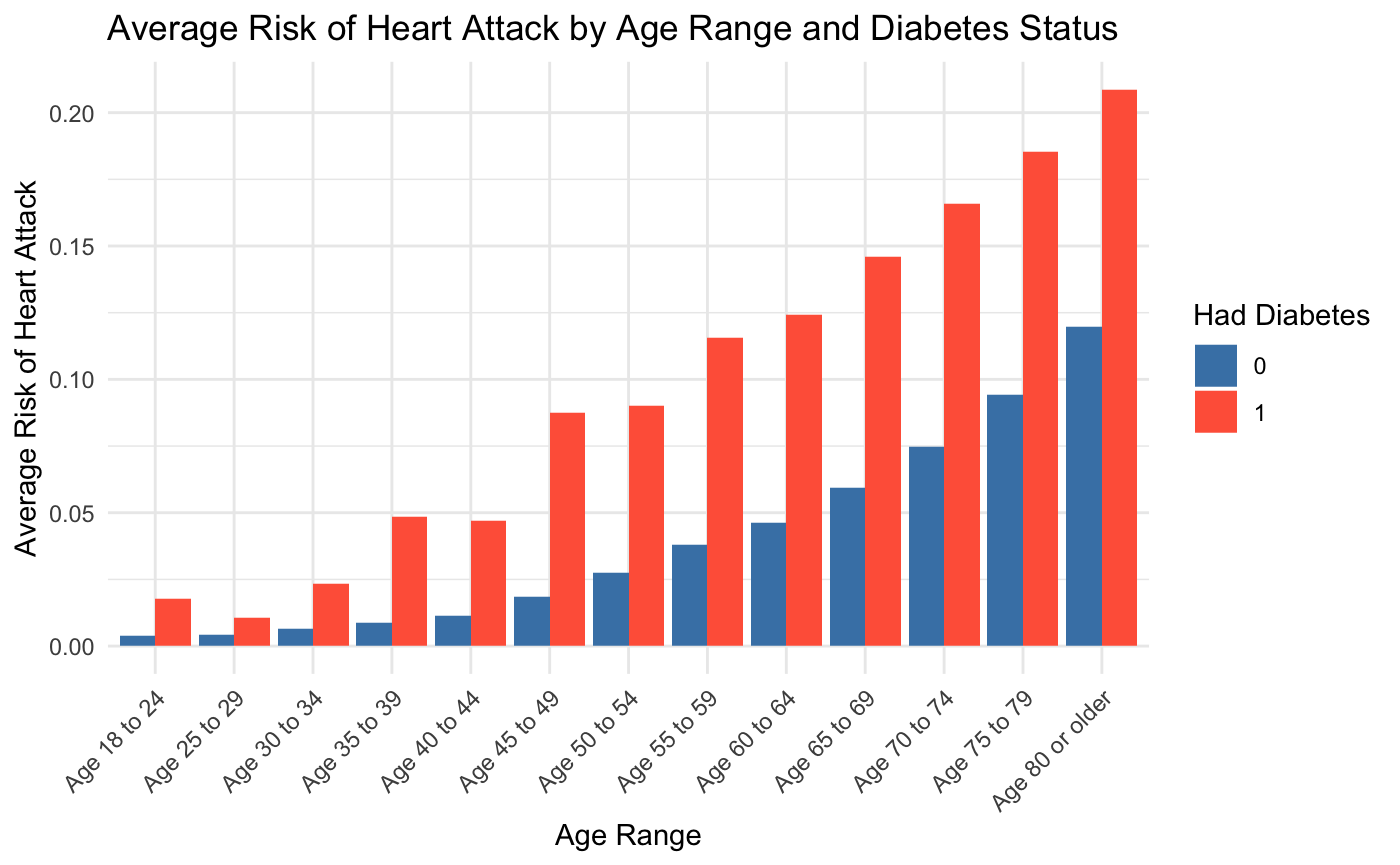 Average Risk of Heart Attack by Age Range and Diabetes Status
Average Risk of Heart Attack
0.20
0.15
0.10
0.05
0.00
Age 18 to 24
Age 25 to 29
Age 30 to 34
Age 35 to 39
Age 40 to 44
Age 45 to 49
Age 50 to 54
Age 55 to 59
Age 60 to 64
Age 65 to 69
Age 70 to 74
Age 75 to 79
Age 80 or older
Age Range
Had Diabetes
0
1